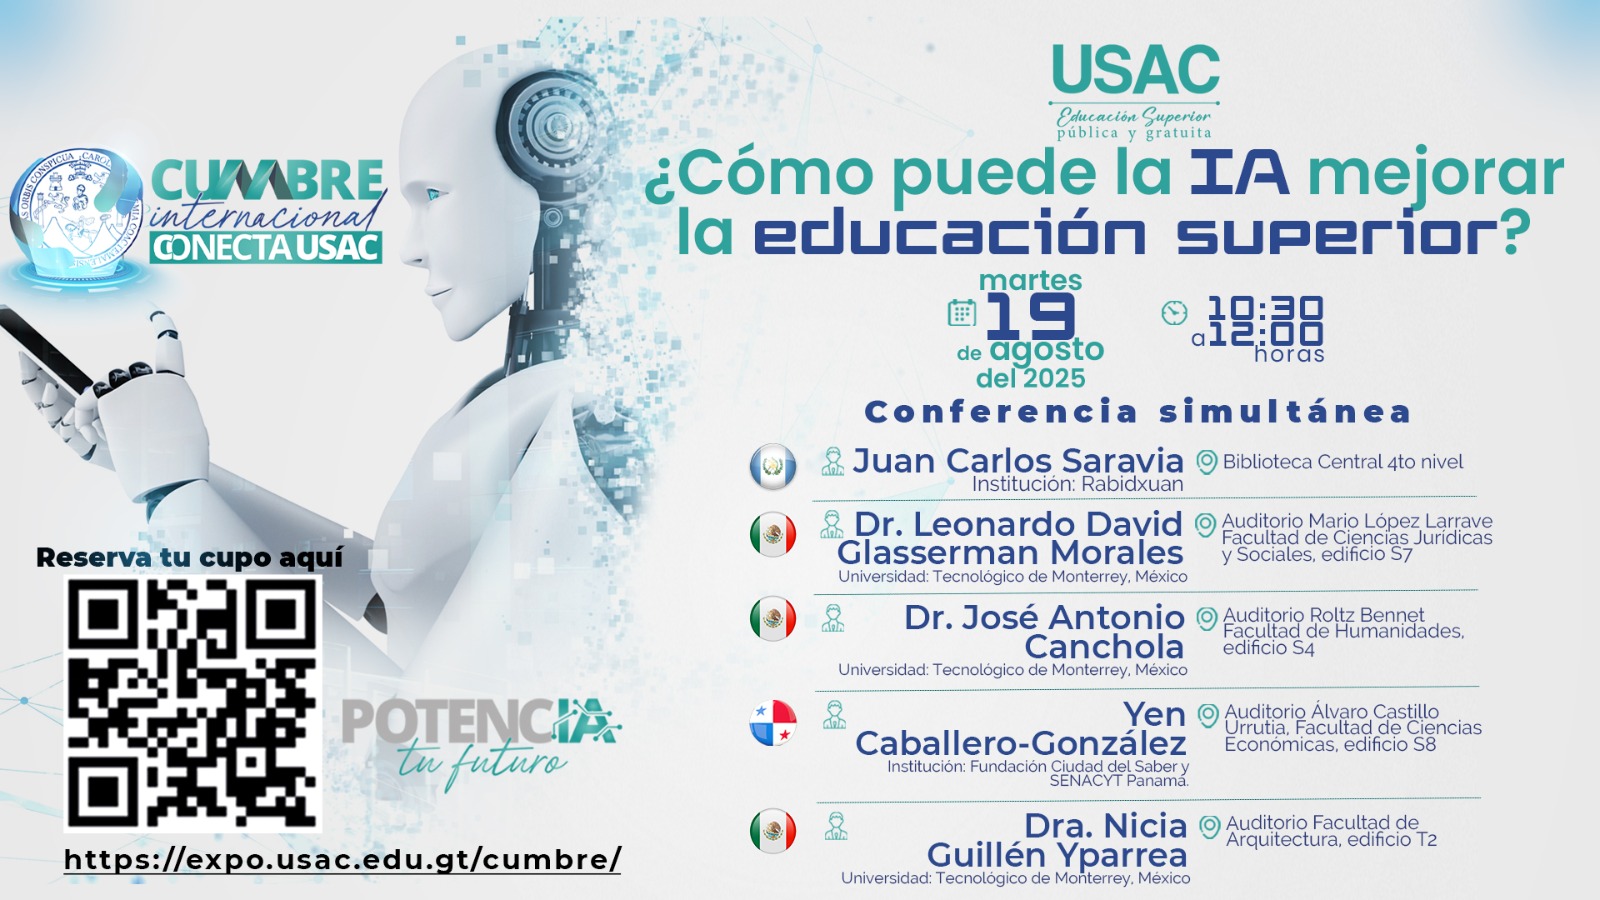 USAC
Educación Superior
pública y gratuita
CUMBRE
internacional
CONECTA USAC
¿Cómo puede la IA mejorar
la educación superior?
martes
19
de agosto
del 2025
10:30
a 12:00
horas
Conferencia simultánea
Juan Carlos Saravia
Institución: Rabidxuan
Biblioteca Central 4to nivel
Dr. Leonardo David
Glasserman Morales
Universidad: Tecnológico de Monterrey, México
Auditorio Mario López Larrave
Facultad de Ciencias Jurídicas
y Sociales, edificio S7
Dr. José Antonio
Canchola
Universidad: Tecnológico de Monterrey, México
Auditorio Roltz Bennet
Facultad de Humanidades,
edificio S4
Yen
Caballero-González
Institución: Fundación Ciudad del Saber y
SENACYT Panamá.
Auditorio Álvaro Castillo
Urrutia, Facultad de Ciencias
Económicas, edificio S8
Dra. Nicia
Guillén Yparrea
Universidad: Tecnológico de Monterrey, México
Auditorio Facultad de
Arquitectura, edificio T2
Reserva tu cupo aquí
POTENCIA
tu futuro
https://expo.usac.edu.gt/cumbre/